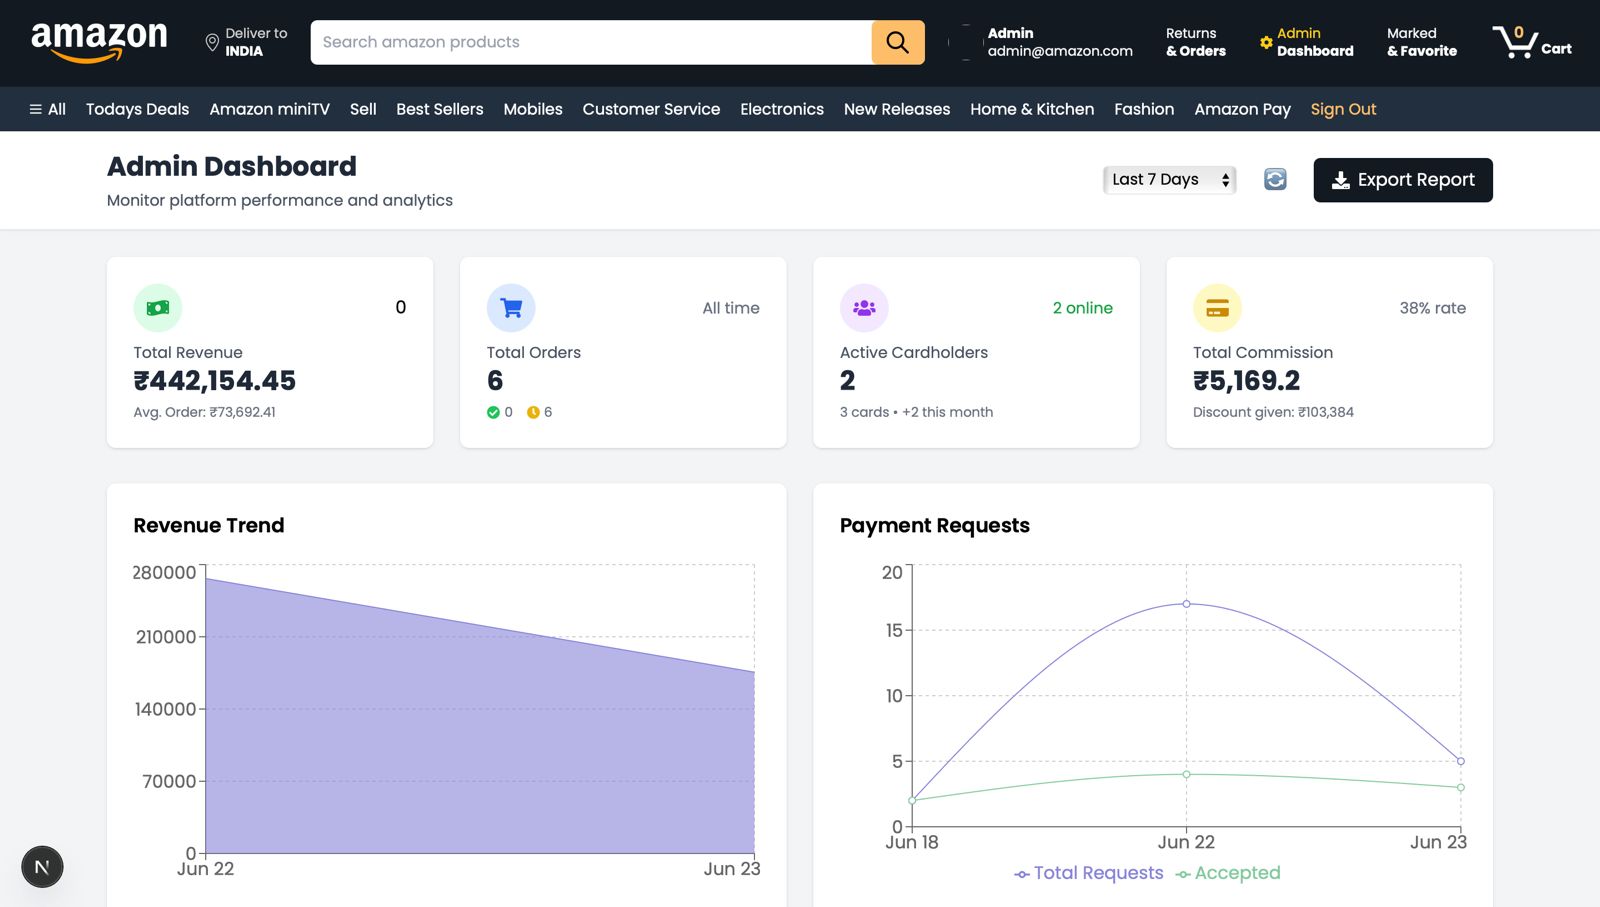 amazon
Deliver to
INDIA
Search amazon products
Admin
admin@amazon.com
Returns
& Orders
Admin
Dashboard
Marked
& Favorite
0
Cart
All Todays Deals Amazon miniTV Sell Best Sellers Mobiles Customer Service Electronics New Releases Home & Kitchen Fashion Amazon Pay Sign Out
Admin Dashboard
Monitor platform performance and analytics
Last 7 Days
Export Report
0
Total Revenue
₹442,154.45
Avg. Order: ₹73,692.41
All time
Total Orders
6
0 6
2 online
Active Cardholders
2
3 cards • +2 this month
38% rate
Total Commission
₹5,169.2
Discount given: ₹103,384
Revenue Trend
280000
210000
140000
70000
0
Jun 22 Jun 23
Payment Requests
20
15
10
5
0
Jun 18 Jun 22 Jun 23
Total Requests Accepted
N